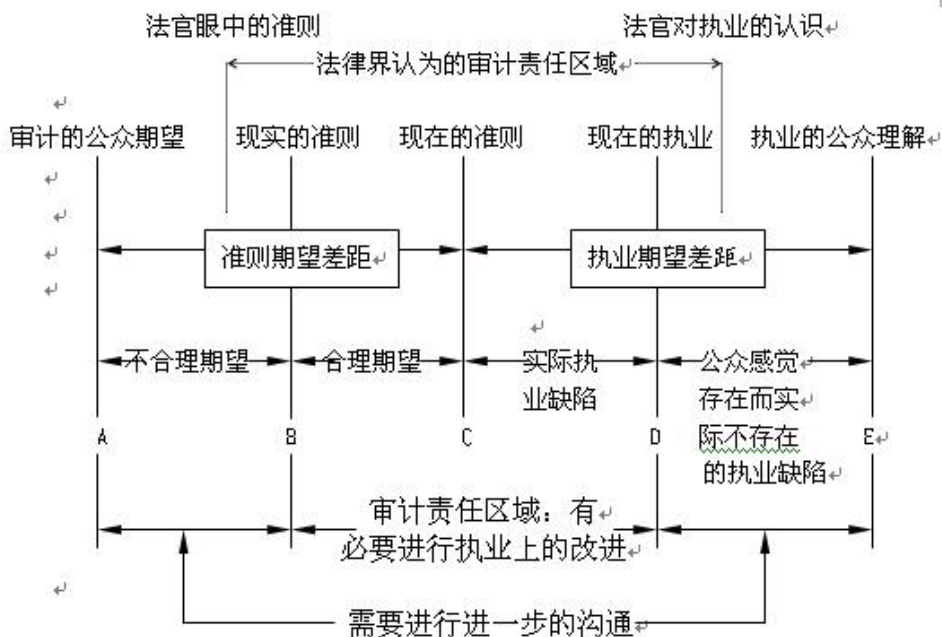 法官眼中的准则
法官对执业的认识
法律界认为的审计责任区域
审计的公众期望
现实的准则
现在的准则
现在的执业
执业的公众理解
准则期望差距
执业期望差距
不合理期望
合理期望
实际执
业缺陷
公众感觉
存在而实
际不存在
的执业缺陷
A
B
C
D
E
审计责任区域：有
必要进行执业上的改进
需要进行进一步的沟通